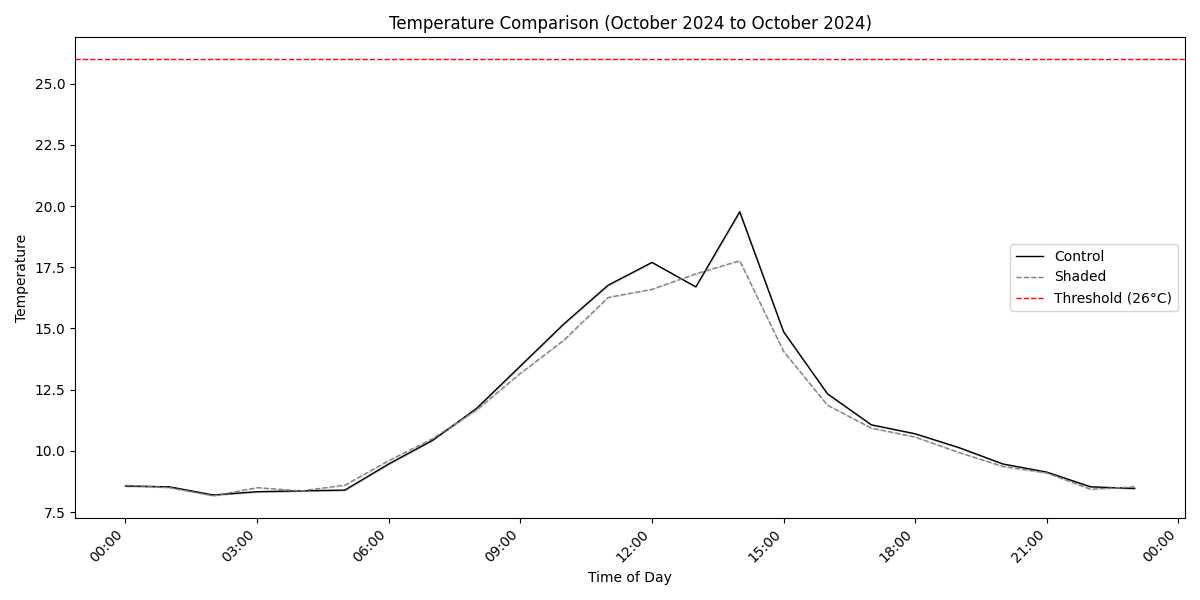 Temperature Comparison (October 2024 to October 2024)
Temperature
25.0
22.5
20.0
17.5
15.0
12.5
10.0
7.5
Control
Shaded
Threshold (26°C)
00:00
03:00
06:00
09:00
12:00
15:00
18:00
21:00
00:00
Time of Day